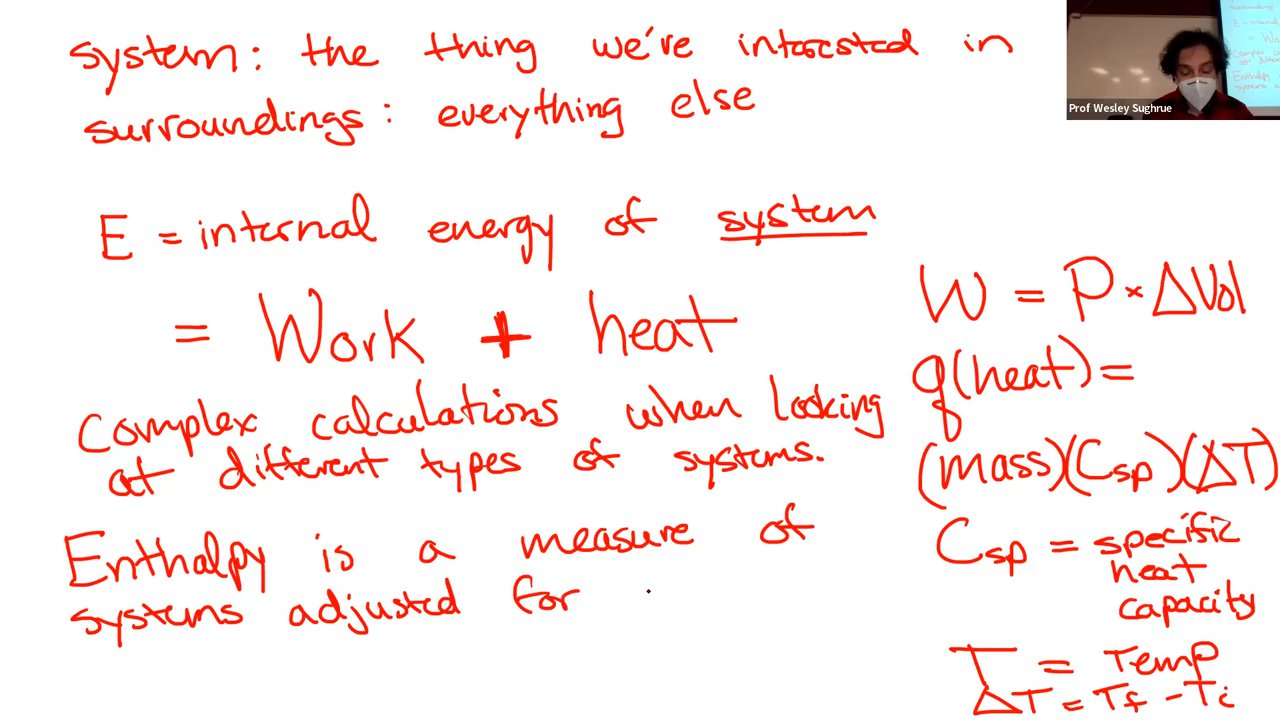 system: the thing we're interested in
surroundings: everything else
E = internal energy of system
= Work + heat
Complex calculations when looking
at different types of systems.
Enthalpy is a measure of
systems adjusted for
W = P × ΔVol
q(heat) =
(mass)(Csp)(ΔT)
Csp = specific
heat
capacity
T = Temp
ΔT = Tf - Ti
Prof Wesley Sughrue